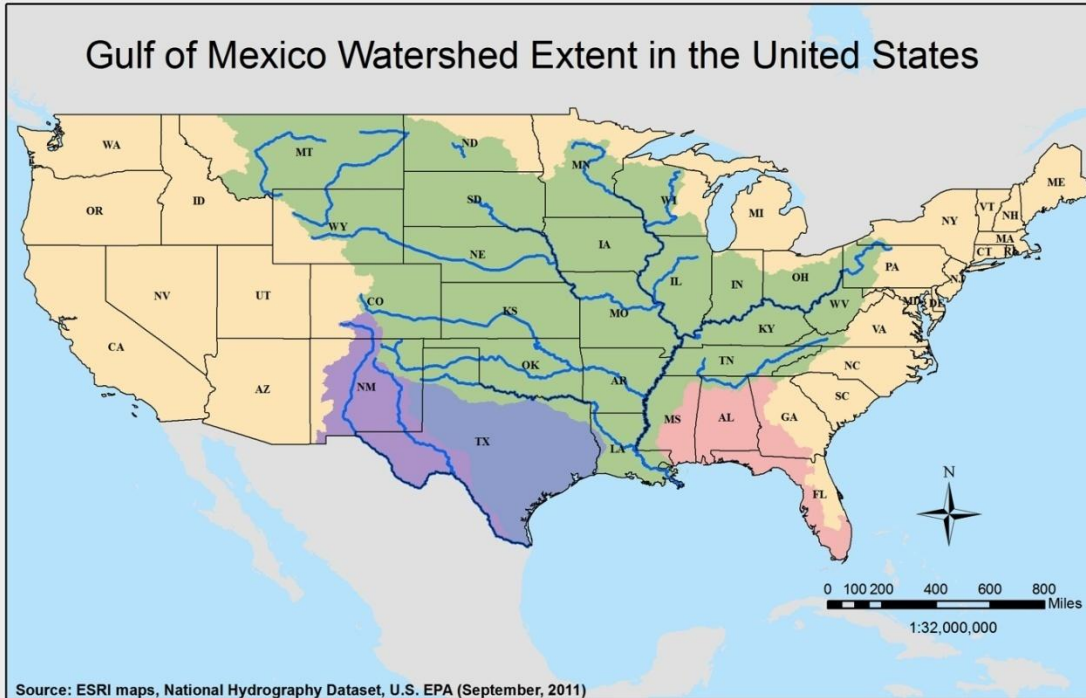 Gulf of Mexico Watershed Extent in the United States
WA
MT
ND
MN
ME
OR
ID
WY
SD
WI
MI
NY
VT
NH
MA
CT
RI
NV
UT
CO
NE
IA
IL
IN
OH
PA
NJ
CA
KS
MO
KY
WV
MD
DE
VA
AZ
NM
OK
AR
TN
NC
SC
TX
LA
MS
AL
GA
FL
N
0 100 200 400 600 800
Miles
1:32,000,000
Source: ESRI maps, National Hydrography Dataset, U.S. EPA (September, 2011)